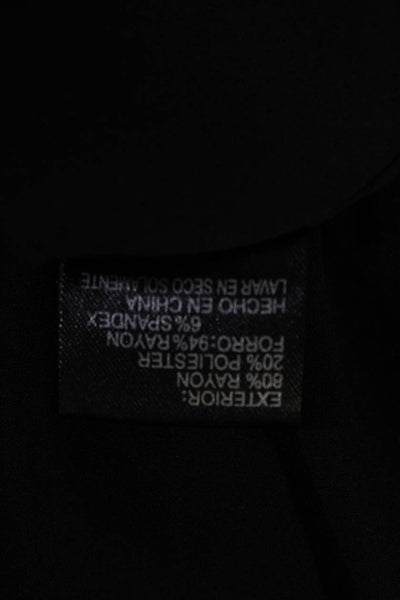 EXTERIOR:
80% RAYON
20% POLIESTER
FORRO:94% RAYON
6% SPANDEX
HECHO EN CHINA
LAVAR EN SECO SOLAMENTE